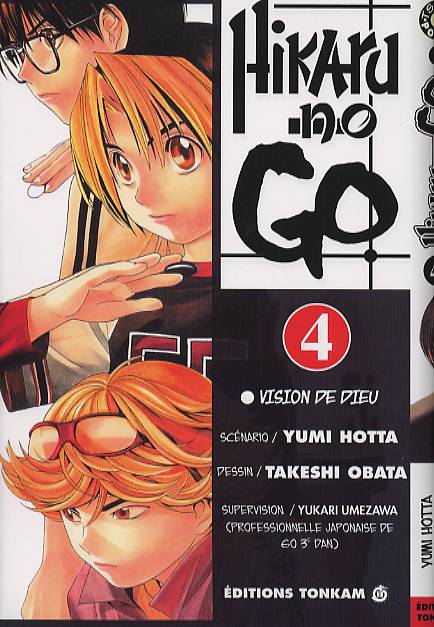 HiKARU
no
GO
4
VISION DE DIEU
SCÉNARIO / YUMI HOTTA
DESSIN / TAKESHI OBATA
SUPERVISION / YUKARI UMEZAWA
(PROFESSIONNELLE JAPONAISE DE
GO 3E DAN)
ÉDITIONS TONKAM
YUMI HOTTA